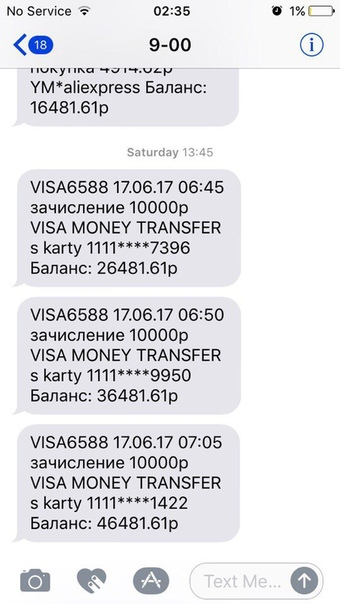 No Service 02:35 1%
18 9-00
покупка 4914.02р
YM*aliexpress Баланс:
16481.61р
Saturday 13:45
VISA6588 17.06.17 06:45
зачисление 10000р
VISA MONEY TRANSFER
s karty 1111****7396
Баланс: 26481.61р
VISA6588 17.06.17 06:50
зачисление 10000р
VISA MONEY TRANSFER
s karty 1111****9950
Баланс: 36481.61р
VISA6588 17.06.17 07:05
зачисление 10000р
VISA MONEY TRANSFER
s karty 1111****1422
Баланс: 46481.61р
Text Me...